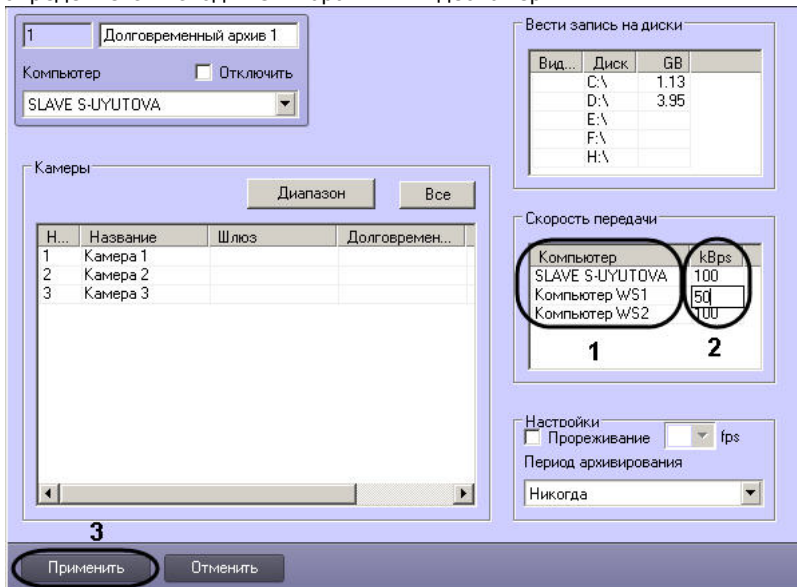 1
Долговременный архив 1
Компьютер
Отключить
SLAVE S-UYUTOVA
Вести запись на диски
Вид... Диск GB
C:\ 1.13
D:\ 3.95
E:\
F:\
H:\
Камеры
Диапазон
Все
Н... Название Шлюз Долговремен...
1 Камера 1
2 Камера 2
3 Камера 3
Скорость передачи
Компьютер kBps
SLAVE S-UYUTOVA 100
Компьютер WS1 50
Компьютер WS2 100
1 2
Настройки
Прореживание fps
Период архивирования
Никогда
3
Применить Отменить